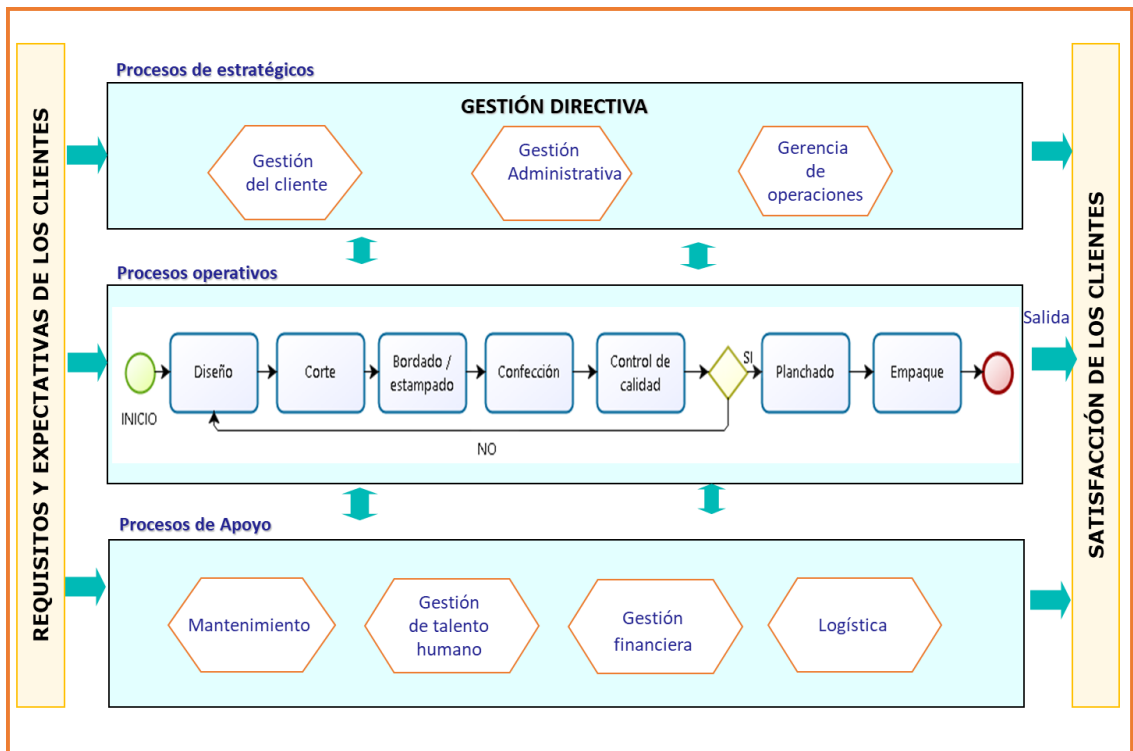 REQUISITOS Y EXPECTATIVAS DE LOS CLIENTES
Procesos de estratégicos
GESTIÓN DIRECTIVA
Gestión
del cliente
Gestión
Administrativa
Gerencia
de
operaciones
Procesos operativos
INICIO
Diseño
Corte
Bordado /
estampado
Confección
Control de
calidad
SI
NO
Planchado
Empaque
Salida
Procesos de Apoyo
Mantenimiento
Gestión
de talento
humano
Gestión
financiera
Logística
SATISFACCIÓN DE LOS CLIENTES